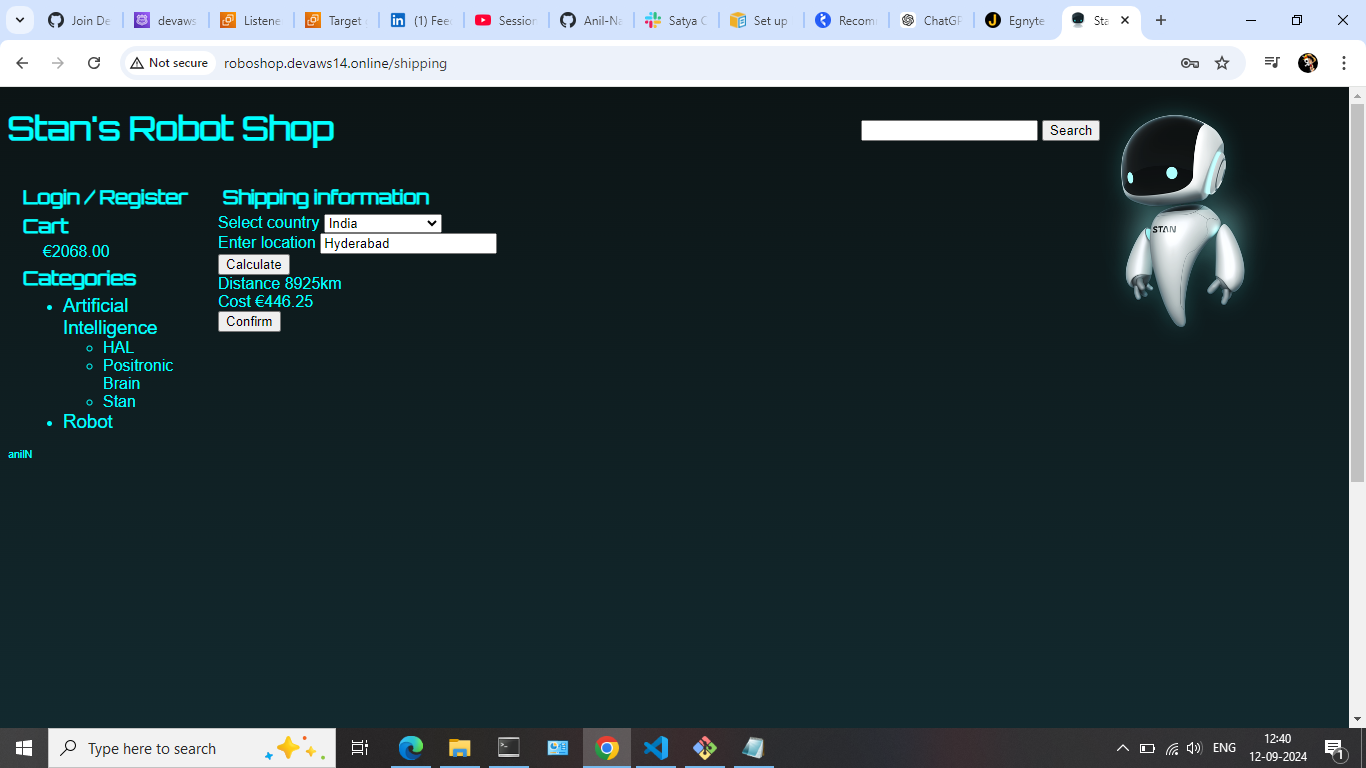 Join De
devaws
Listene
Target
(1) Feed
Session
Anil-Na
Satya
Set up
Recom
ChatGP
Egnyte
Sta
Not secure
roboshop.devaws14.online/shipping
Stan's Robot Shop
Search
Login / Register
Cart
€2068.00
Categories
Artificial
Intelligence
HAL
Positronic
Brain
Stan
Robot
anilN
Shipping information
Select country India
Enter location Hyderabad
Calculate
Distance 8925km
Cost €446.25
Confirm
STAN
Type here to search
ENG
12:40
12-09-2024
1